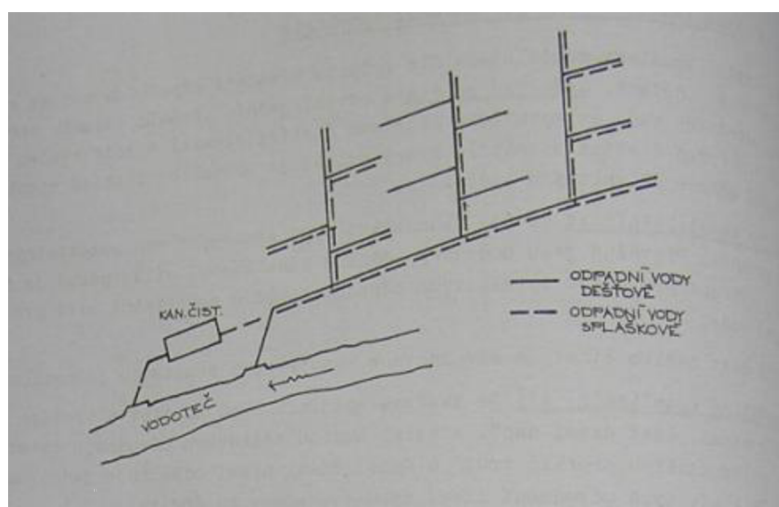 ODPADNÍ VODY
DEŠŤOVÉ
ODPADNÍ VODY
SPLAŠKOVÉ
KAN. ČIST.
VODOTEČ